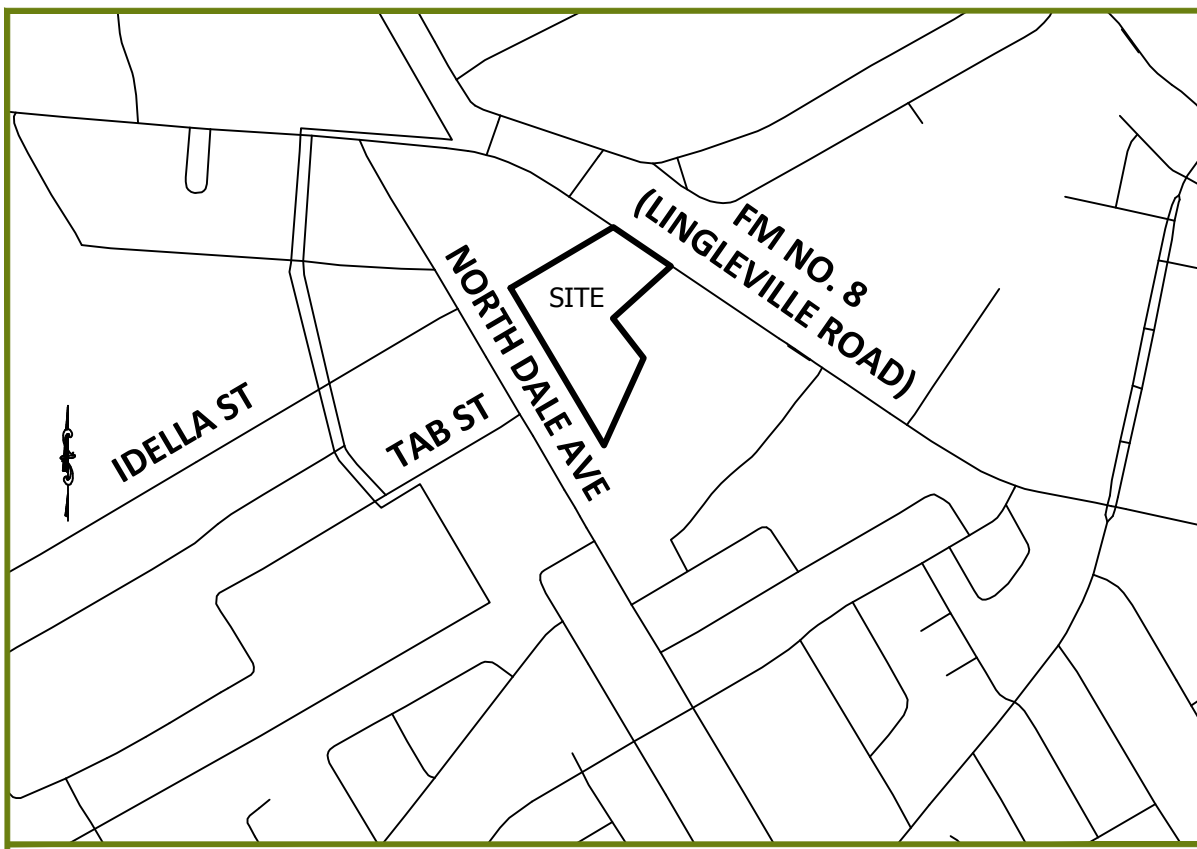 FM NO. 8
(LINGLEVILLE ROAD)
SITE
NORTH DALE AVE
IDELLA ST
TAB ST